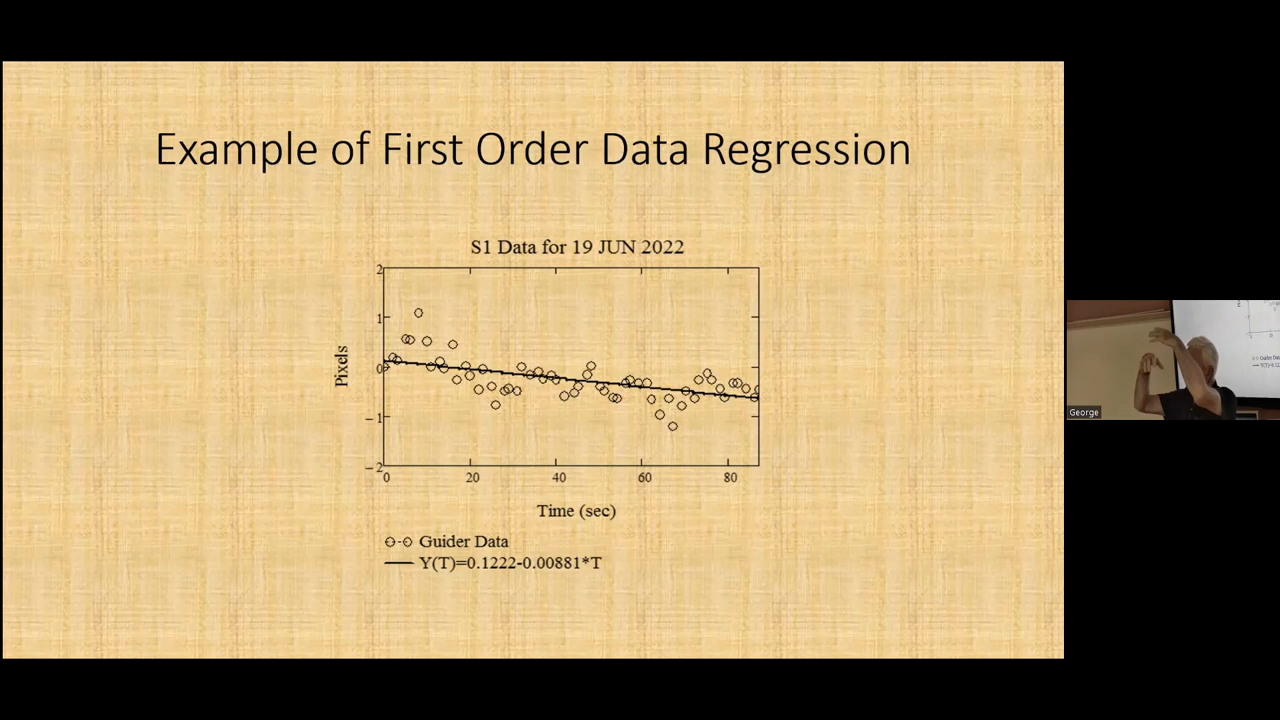 Example of First Order Data Regression
S1 Data for 19 JUN 2022
2
1
0
−1
−2
Pixels
0 20 40 60 80
Time (sec)
Guider Data
Y(T)=0.1222-0.00881*T
George